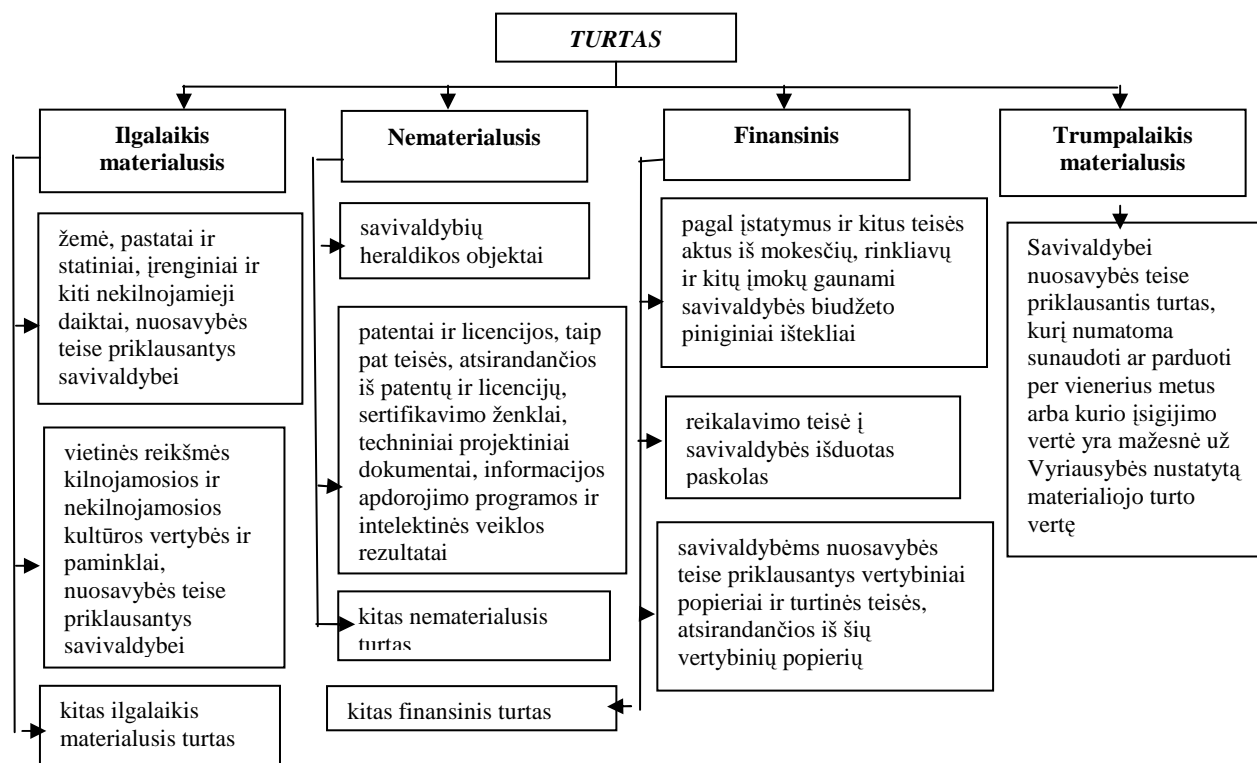 TURTAS
Ilgalaikis
materialusis
žemė, pastatai ir
statiniai, įrenginiai ir
kiti nekilnojamieji
daiktai, nuosavybės
teise priklausantys
savivaldybei
vietinės reikšmės
kilnojamosios ir
nekilnojamosios
kultūros vertybės ir
paminklai,
nuosavybės teise
priklausantys
savivaldybei
kitas ilgalaikis
materialusis turtas
Nematerialusis
savivaldybių
heraldikos objektai
patentai ir licencijos, taip
pat teisės, atsirandančios
iš patentų ir licencijų,
sertifikavimo ženklai,
techniniai projektiniai
dokumentai, informacijos
apdorojimo programos ir
intelektinės veiklos
rezultatai
kitas nematerialusis
turtas
Finansinis
pagal įstatymus ir kitus teisės
aktus iš mokesčių, rinkliavų
ir kitų įmokų gaunami
savivaldybės biudžeto
piniginiai ištekliai
reikalavimo teisė į
savivaldybės išduotas
paskolas
savivaldybėms nuosavybės
teise priklausantys vertybiniai
popieriai ir turtinės teisės,
atsirandančios iš šių
vertybinių popierių
kitas finansinis turtas
Trumpalaikis
materialusis
Savivaldybei
nuosavybės teise
priklausantis turtas,
kurį numatoma
sunaudoti ar parduoti
per vienerius metus
arba kurio įsigijimo
vertė yra mažesnė už
Vyriausybės nustatytą
materialiojo turto
vertę